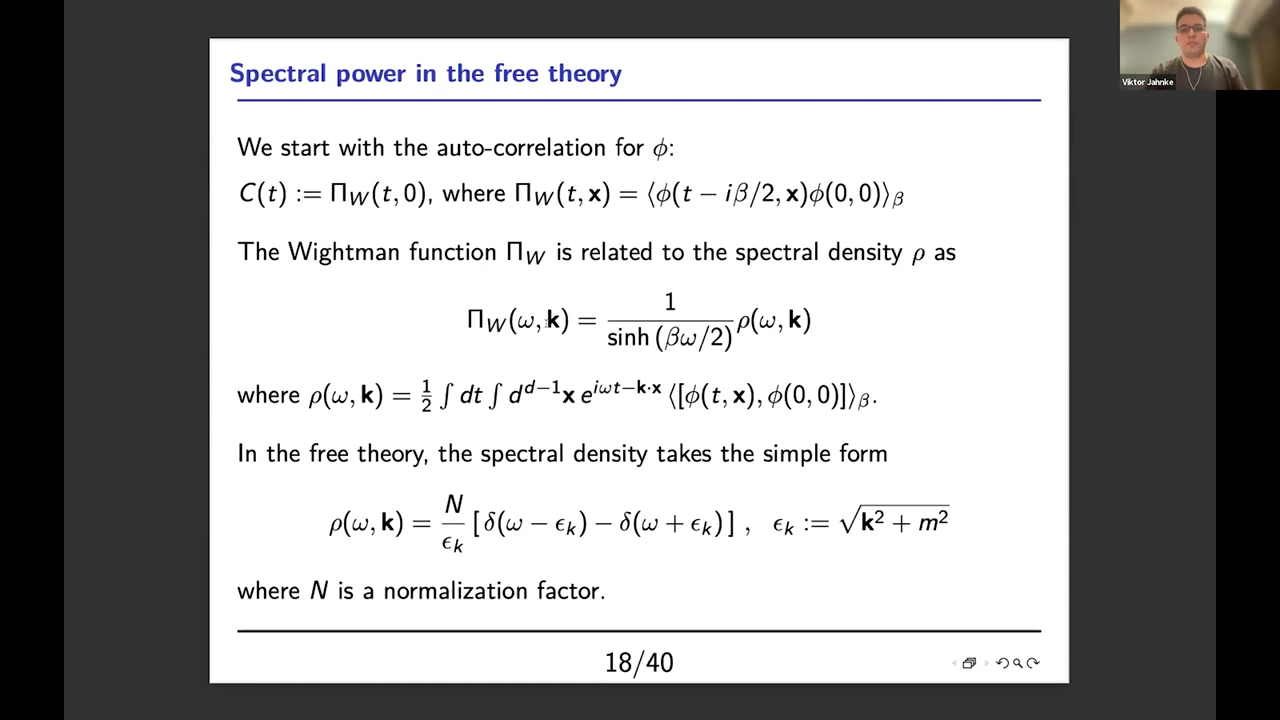 Viktor Jahnke
Spectral power in the free theory
We start with the auto-correlation for ϕ:
C(t) := Π_W(t, 0), where Π_W(t, x) = ⟨ϕ(t − iβ/2, x)ϕ(0, 0)⟩_β
The Wightman function Π_W is related to the spectral density ρ as
Π_W(ω, k) = 1 / sinh (βω/2) ρ(ω, k)
where ρ(ω, k) = 1/2 ∫ dt ∫ d^{d−1}x e^{iωt−k·x} ⟨[ϕ(t, x), ϕ(0, 0)]⟩_β.
In the free theory, the spectral density takes the simple form
ρ(ω, k) = N/ϵ_k [δ(ω − ϵ_k) − δ(ω + ϵ_k)] , ϵ_k := √(k² + m²)
where N is a normalization factor.
18/40